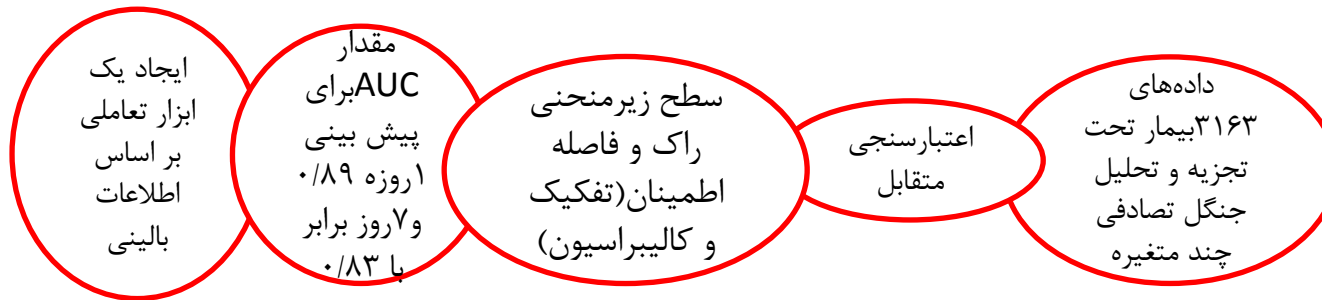 داده‌های
۳۱۶۳بیمار تحت
تجزیه و تحلیل
جنگل تصادفی
چند متغیره
اعتبارسنجی
متقابل
سطح زیرمنحنی
راک و فاصله
اطمینان(تفکیک
و کالیبراسیون)
مقدار
AUCبرای
پیش بینی
۱روزه ۰/۸۹
و۷روز برابر
با ۰/۸۳
ایجاد یک
ابزار تعاملی
بر اساس
اطلاعات
بالینی